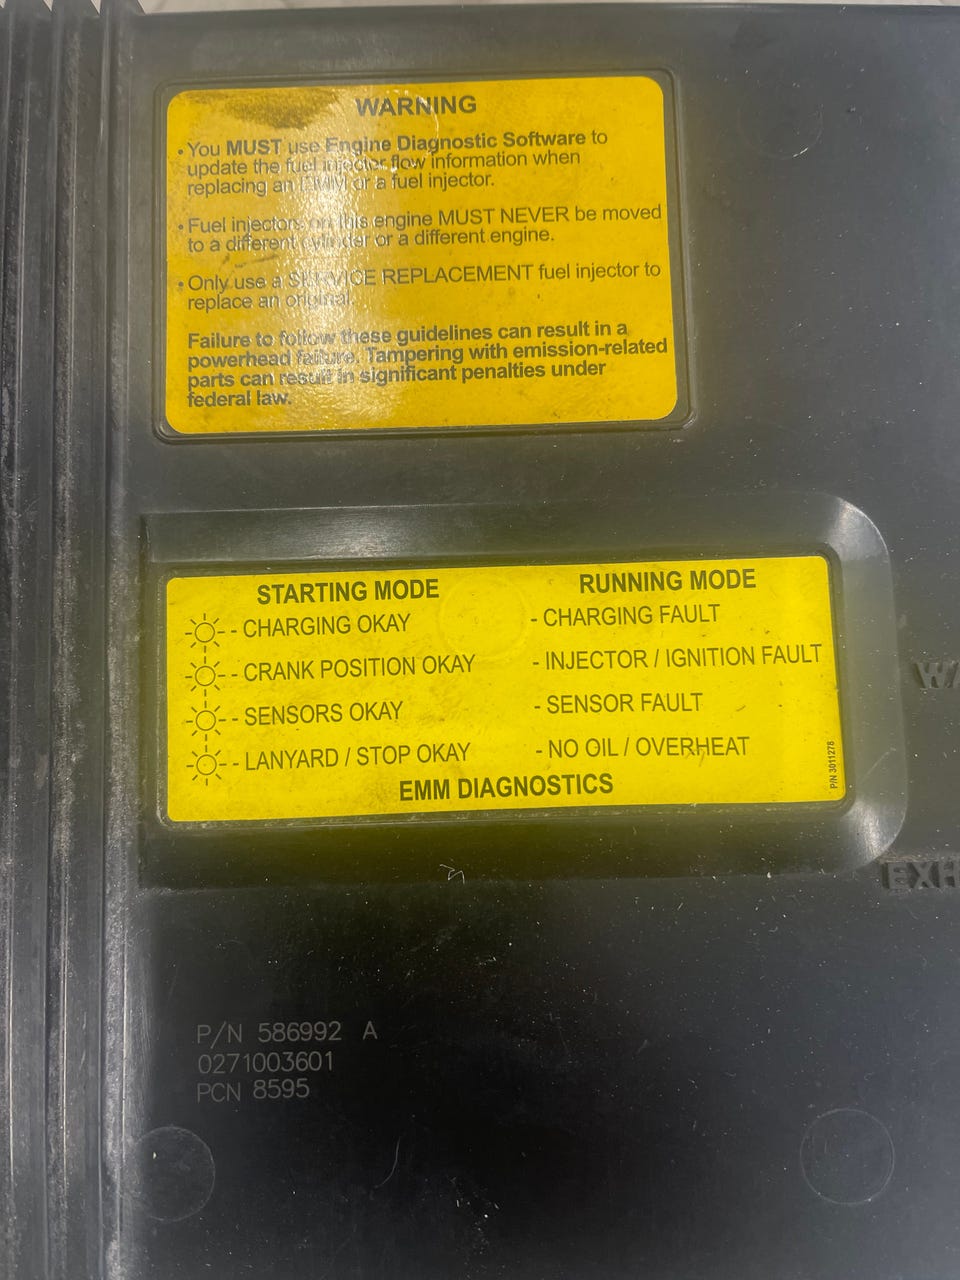 WARNING
• You MUST use Engine Diagnostic Software to
update the fuel injector flow information when
replacing an EMM or a fuel injector.
• Fuel injectors on this engine MUST NEVER be moved
to a different cylinder or a different engine.
• Only use a SERVICE REPLACEMENT fuel injector to
replace an original.
Failure to follow these guidelines can result in a
powerhead failure. Tampering with emission-related
parts can result in significant penalties under
federal law.
STARTING MODE RUNNING MODE
- CHARGING OKAY - CHARGING FAULT
- CRANK POSITION OKAY - INJECTOR / IGNITION FAULT
- SENSORS OKAY - SENSOR FAULT
- LANYARD / STOP OKAY - NO OIL / OVERHEAT
EMM DIAGNOSTICS
P/N 3011278
WA
EXH
P/N 586992 A
0271003601
PCN 8595